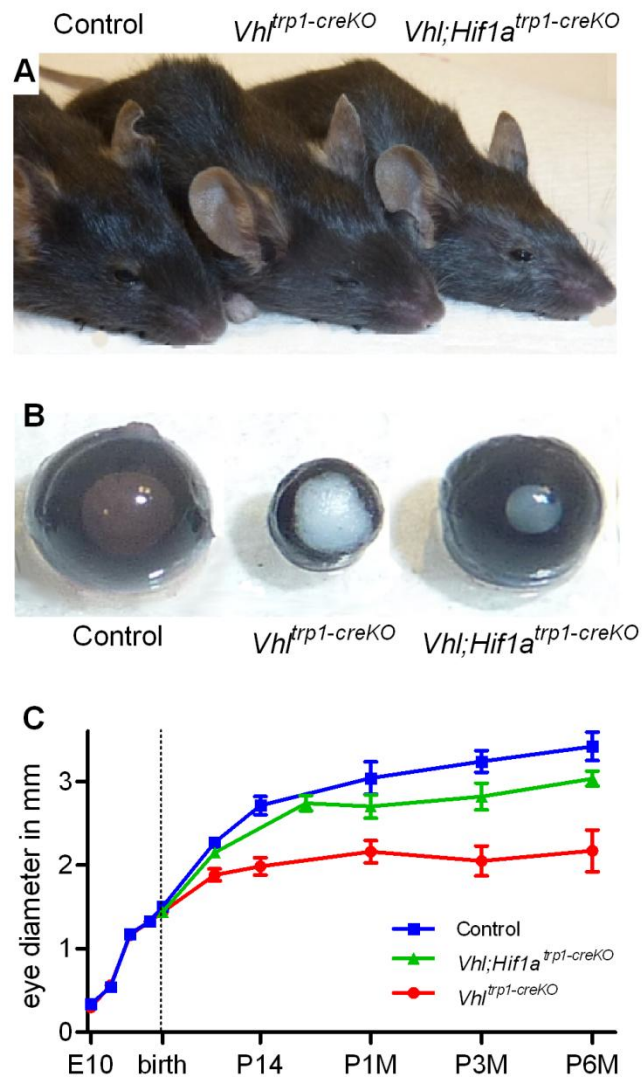 Control Vhl^trp1-creKO Vhl;Hif1a^trp1-creKO
A
B
Control Vhl^trp1-creKO Vhl;Hif1a^trp1-creKO
C
eye diameter in mm
3
2
1
0
Control
Vhl;Hif1a^trp1-creKO
Vhl^trp1-creKO
E10 birth P14 P1M P3M P6M